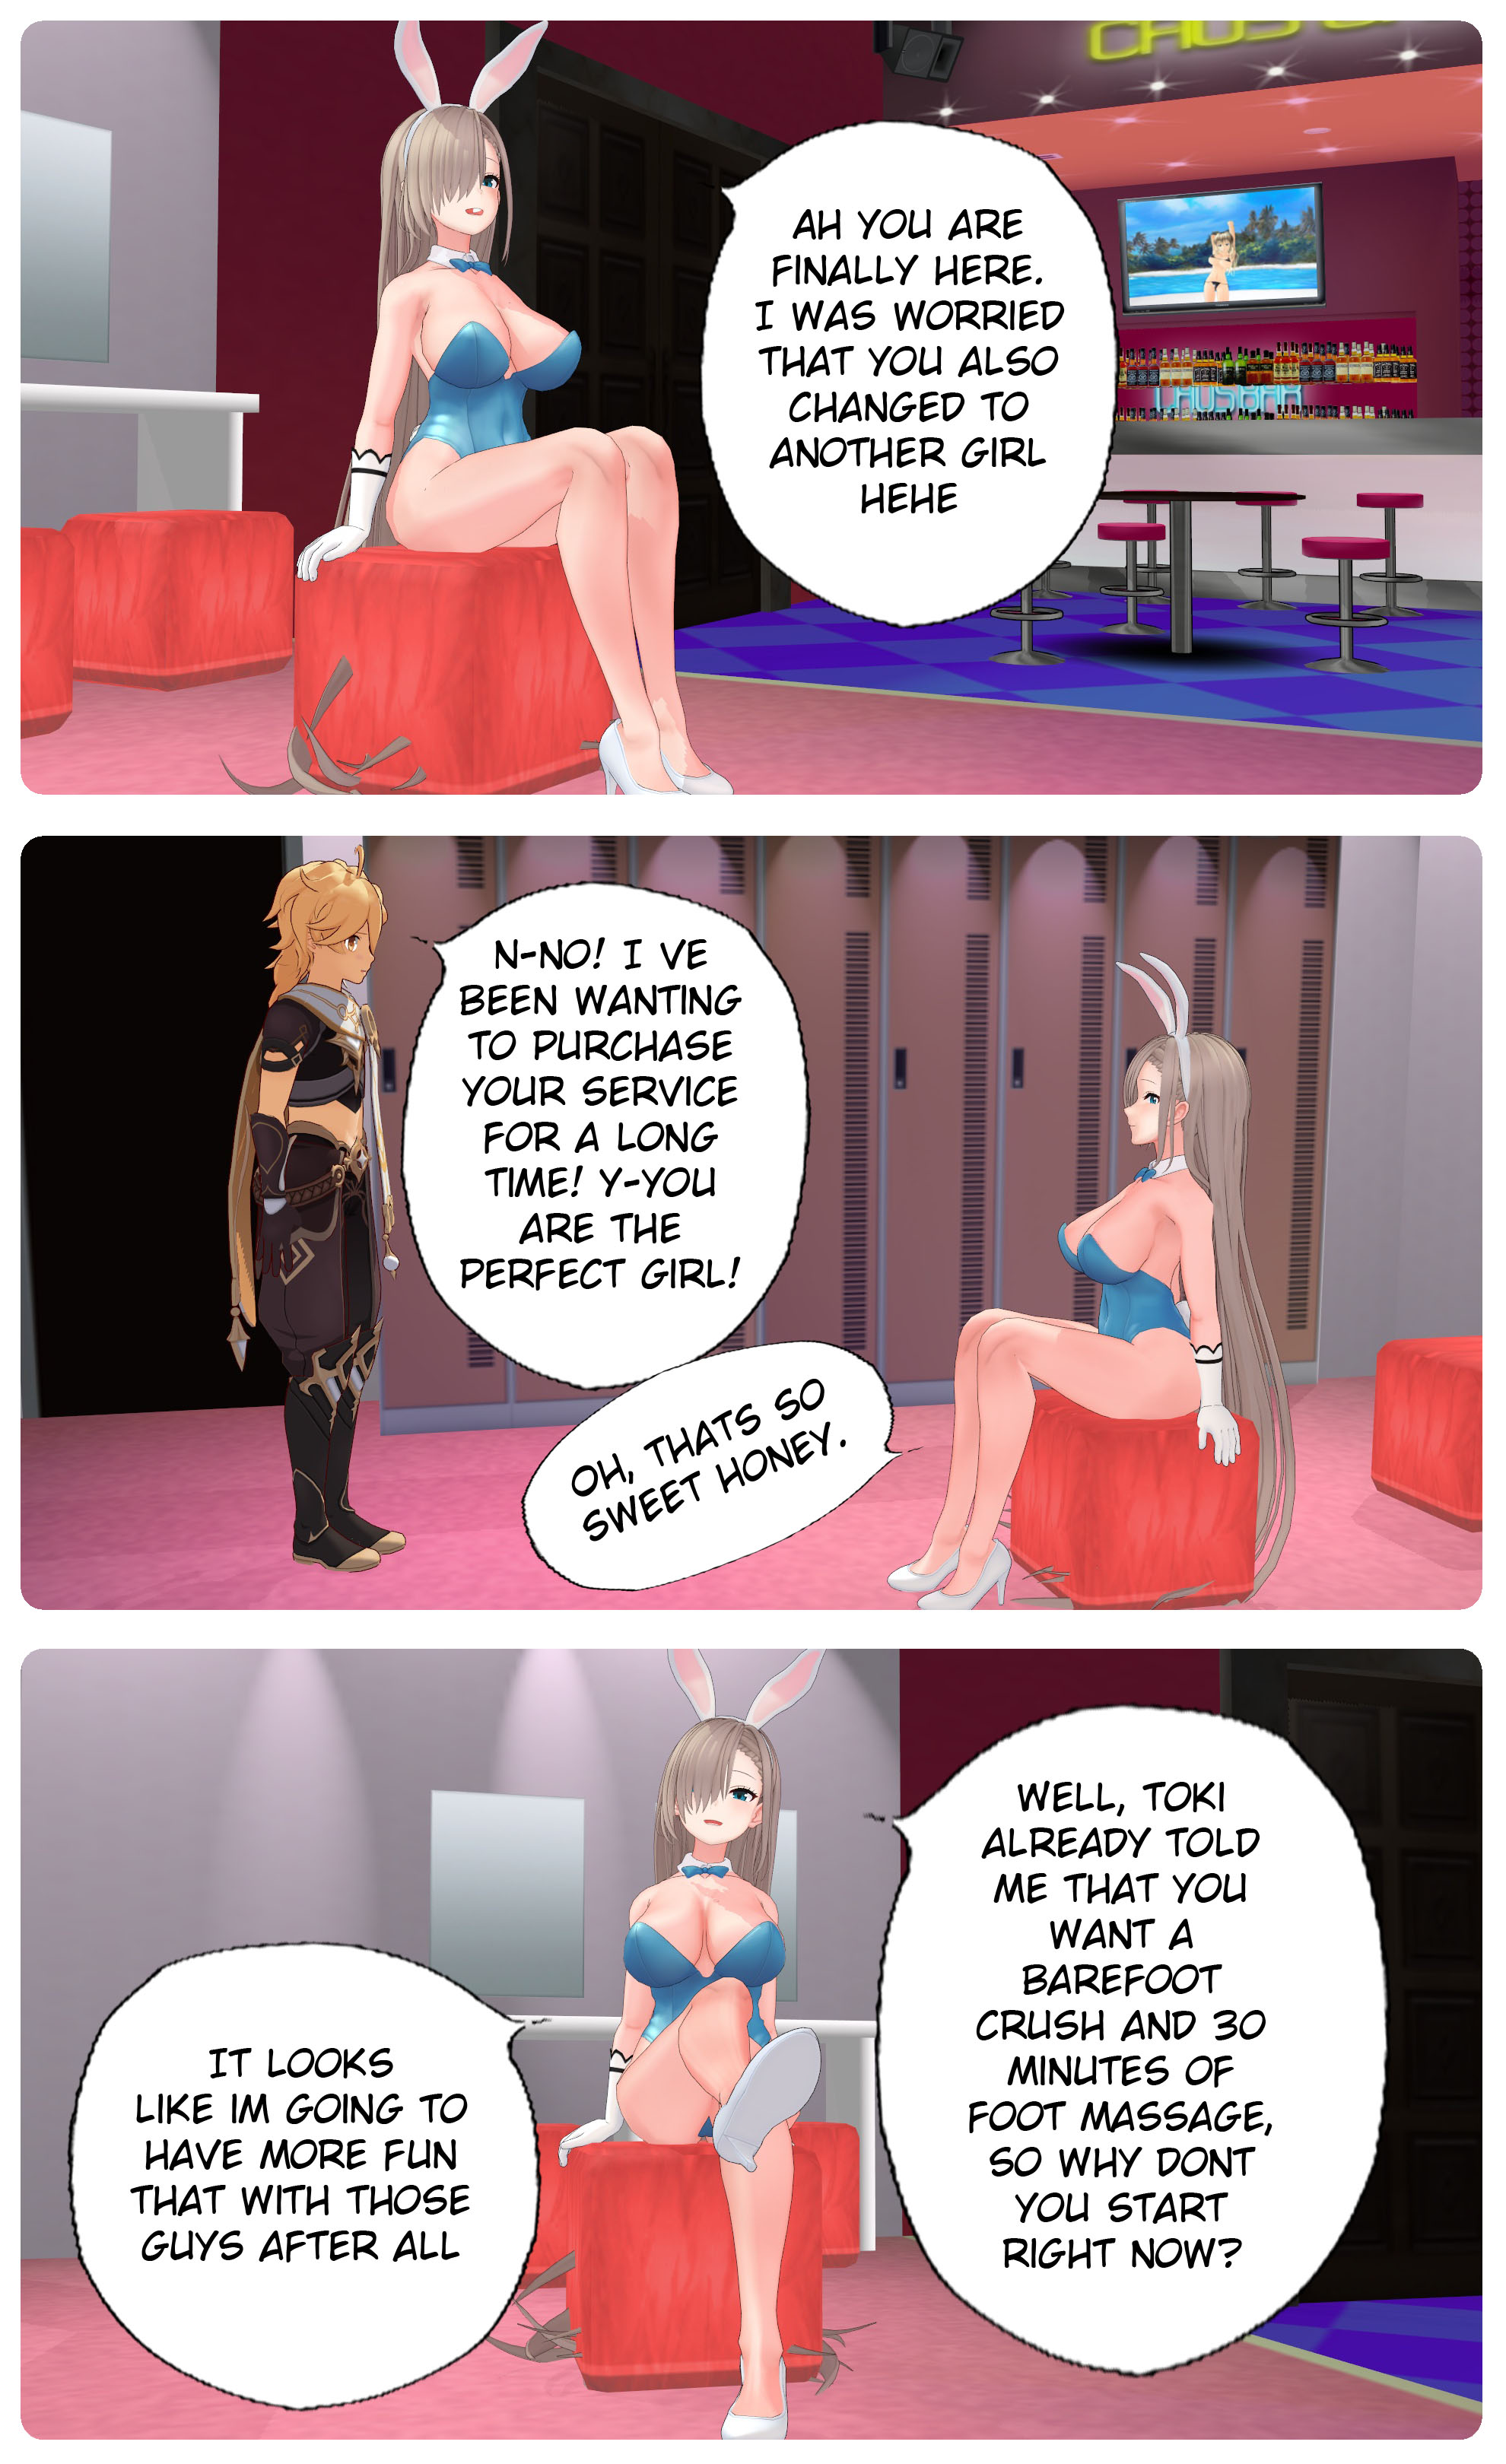 AH YOU ARE
FINALLY HERE.
I WAS WORRIED
THAT YOU ALSO
CHANGED TO
ANOTHER GIRL
HEHE
N-NO! I VE
BEEN WANTING
TO PURCHASE
YOUR SERVICE
FOR A LONG
TIME! Y-YOU
ARE THE
PERFECT GIRL!
OH, THATS SO
SWEET HONEY.
WELL, TOKI
ALREADY TOLD
ME THAT YOU
WANT A
BAREFOOT
CRUSH AND 30
MINUTES OF
FOOT MASSAGE,
SO WHY DONT
YOU START
RIGHT NOW?
IT LOOKS
LIKE IM GOING TO
HAVE MORE FUN
THAT WITH THOSE
GUYS AFTER ALL